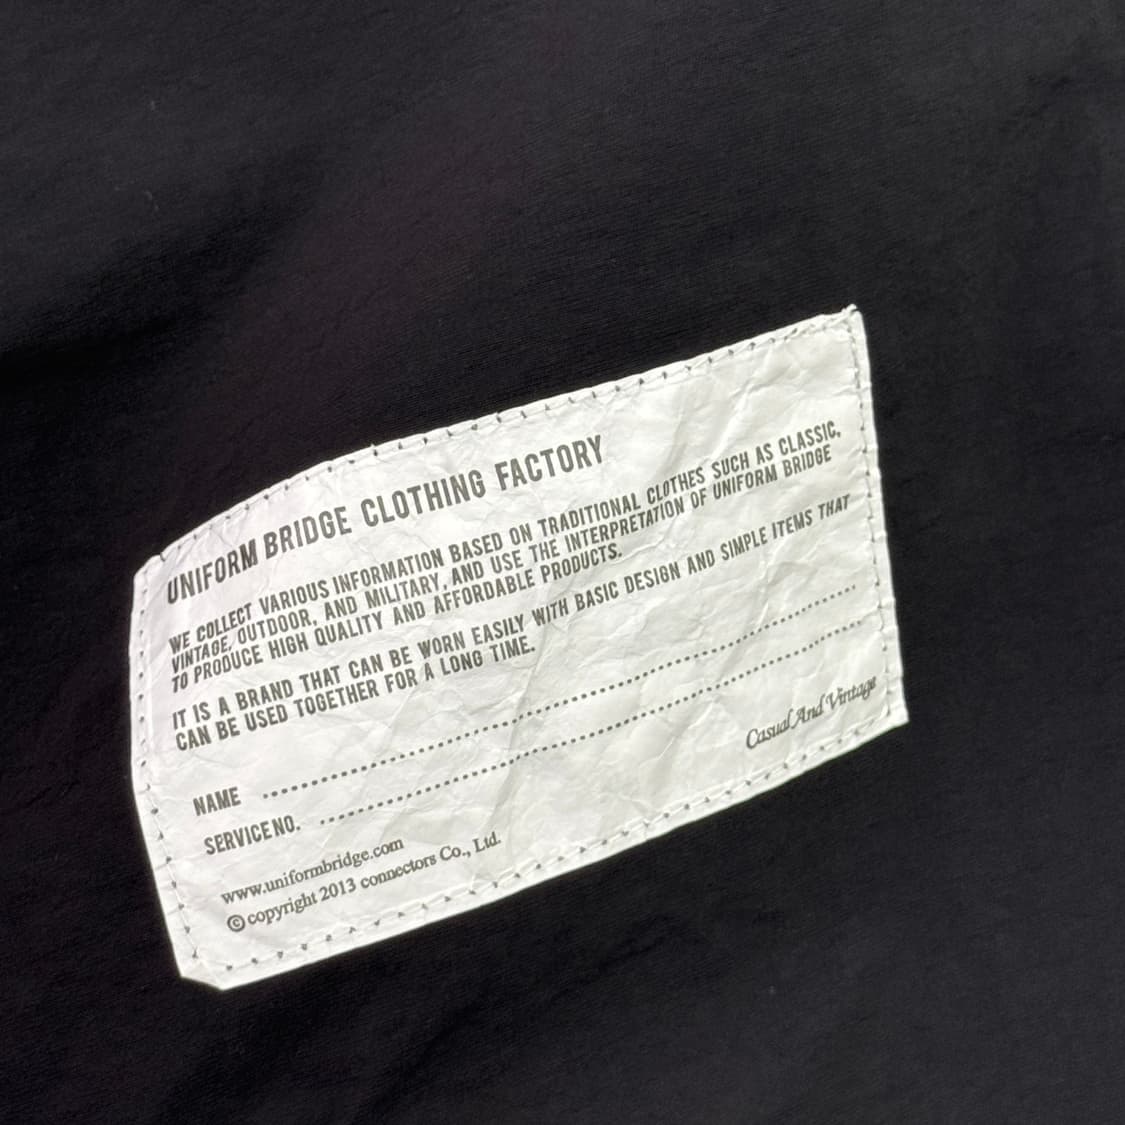 UNIFORM BRIDGE CLOTHING FACTORY
WE COLLECT VARIOUS INFORMATION BASED ON TRADITIONAL CLOTHES SUCH AS CLASSIC,
VINTAGE, OUTDOOR, AND MILITARY, AND USE THE INTERPRETATION OF UNIFORM BRIDGE
TO PRODUCE HIGH QUALITY AND AFFORDABLE PRODUCTS.
IT IS A BRAND THAT CAN BE WORN EASILY WITH BASIC DESIGN AND SIMPLE ITEMS THAT
CAN BE USED TOGETHER FOR A LONG TIME.
NAME
SERVICE NO.
Casual And Vintage
www.uniformbridge.com
© copyright 2013 connectors Co., Ltd.